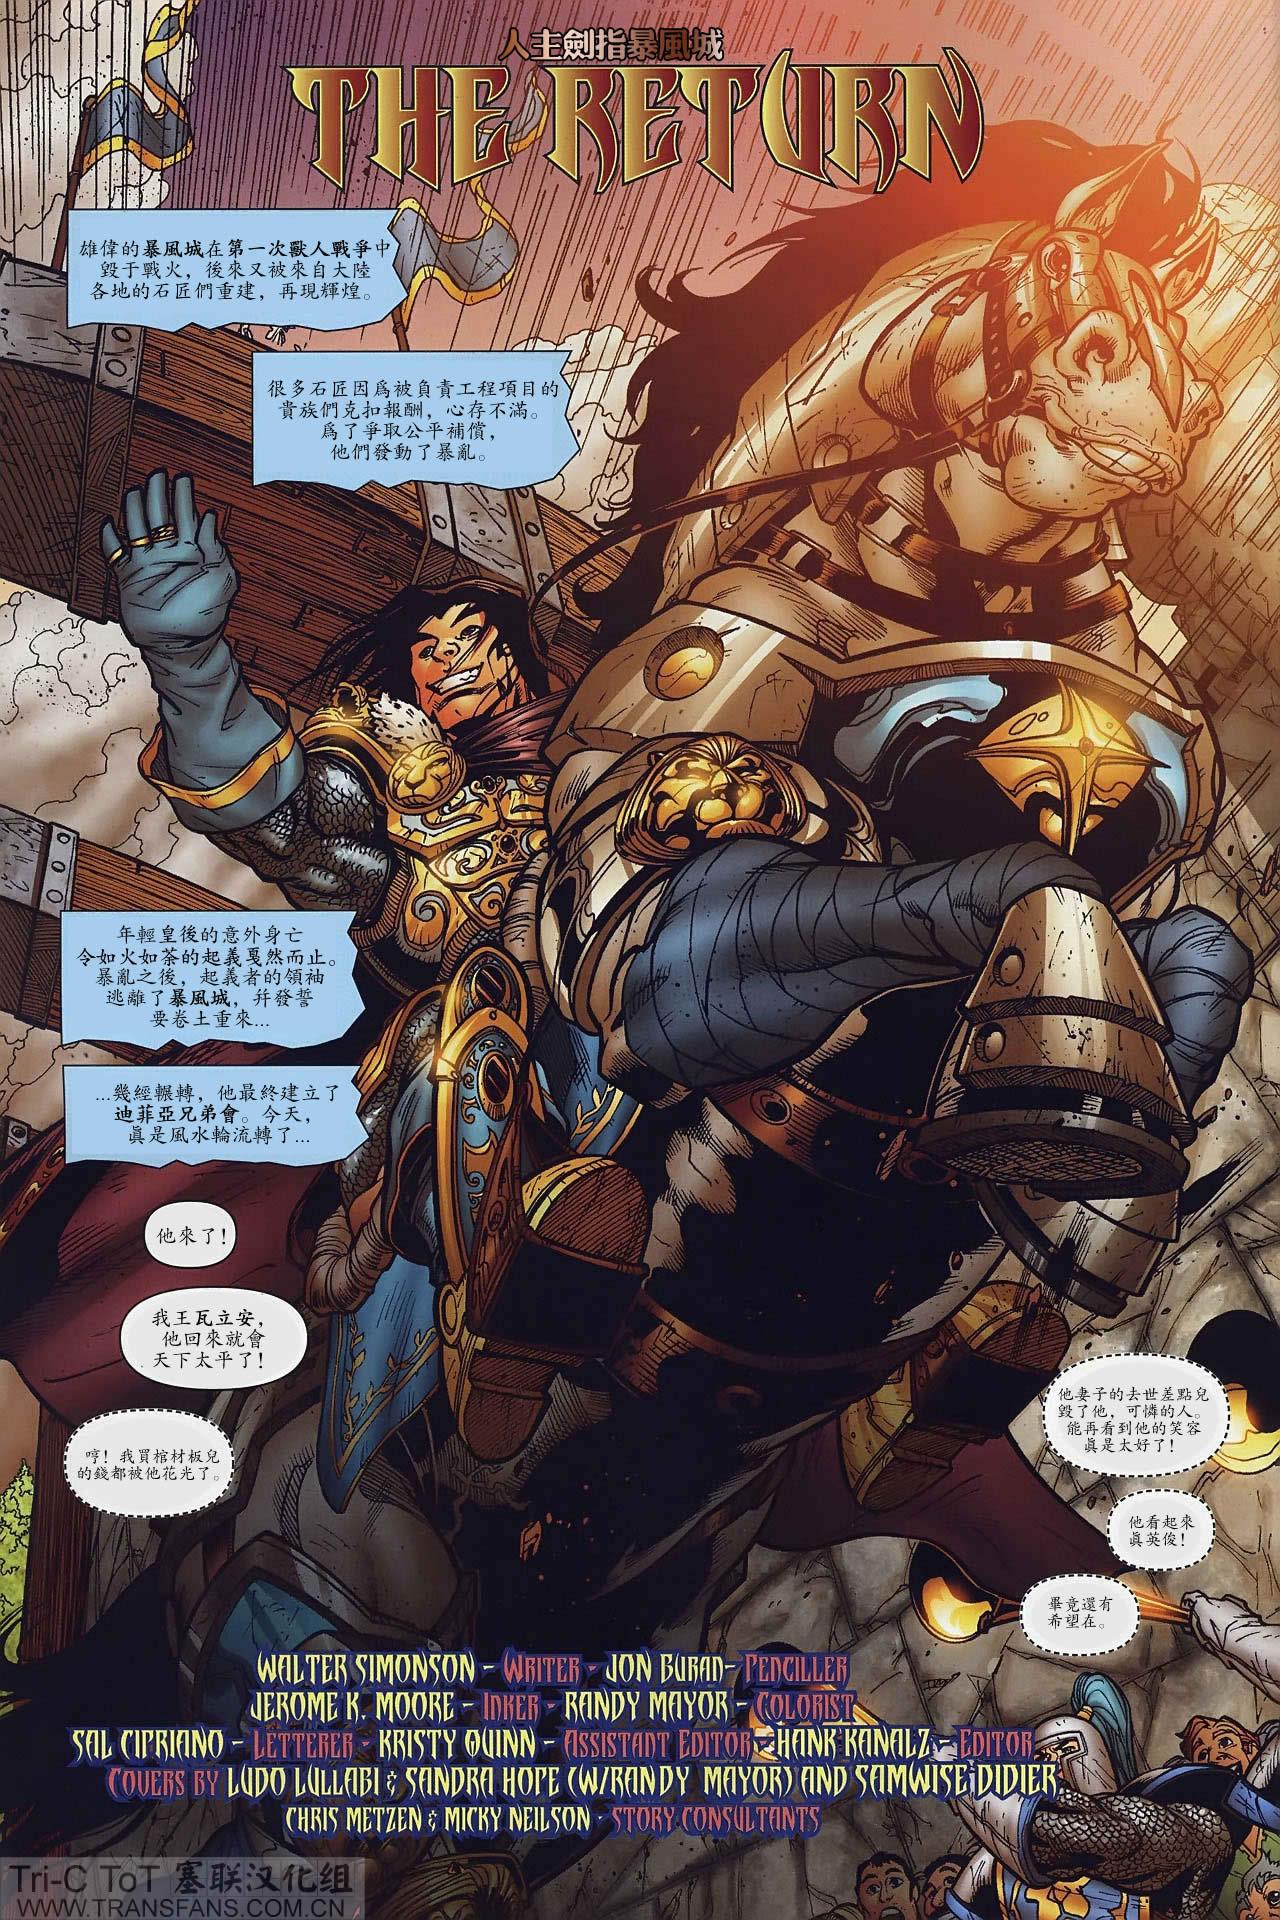 人主劍指暴風城
THE RETURN
雄偉的暴風城在第一次獸人戰爭中
毀于戰火，後來又被來自大陸
各地的石匠們重建，再現輝煌。
很多石匠因爲被負責工程項目的
貴族們克扣報酬，心存不滿。
爲了爭取公平補償，
他們發動了暴亂。
年輕皇後的意外身亡
令如火如荼的起義戛然而止。
暴亂之後，起義者的領袖
逃離了暴風城，幷發誓
要卷土重來...
...幾經輾轉，他最終建立了
迪菲亞兄弟會。今天，
眞是風水輪流轉了...
他來了！
我王瓦立安，
他回來就會
天下太平了！
哼！我買棺材板兒
的錢都被他花光了。
他妻子的去世差點兒
毀了他，可憐的人。
能再看到他的笑容
眞是太好了！
他看起來
眞英俊！
畢竟還有
希望在。
WALTER SIMONSON - WRITER - JON BURAN- PENCILLER
JEROME K. MOORE - INKER - RANDY MAYOR - COLORIST
SAL CIPRIANO - LETTERER - KRISTY QUINN - ASSISTANT EDITOR - HANK KANALZ - EDITOR
COVERS BY LUDO LULLABI & SANDRA HOPE (W/RANDY MAYOR) AND SAMWISE DIDIER
CHRIS METZEN & MICKY NEILSON - STORY CONSULTANTS
Tri-C ToT 塞联汉化组
WWW.TRANSFANS.COM.CN